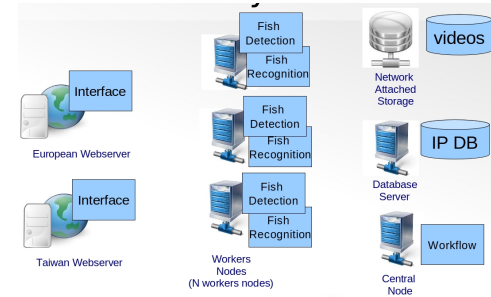 Interface
European Webserver
Interface
Taiwan Webserver
Fish
Detection
Fish
Recognition
Fish
Detection
Fish
Recognition
Fish
Detection
Fish
Recognition
Workers
Nodes
(N workers nodes)
videos
Network
Attached
Storage
IP DB
Database
Server
Workflow
Central
Node